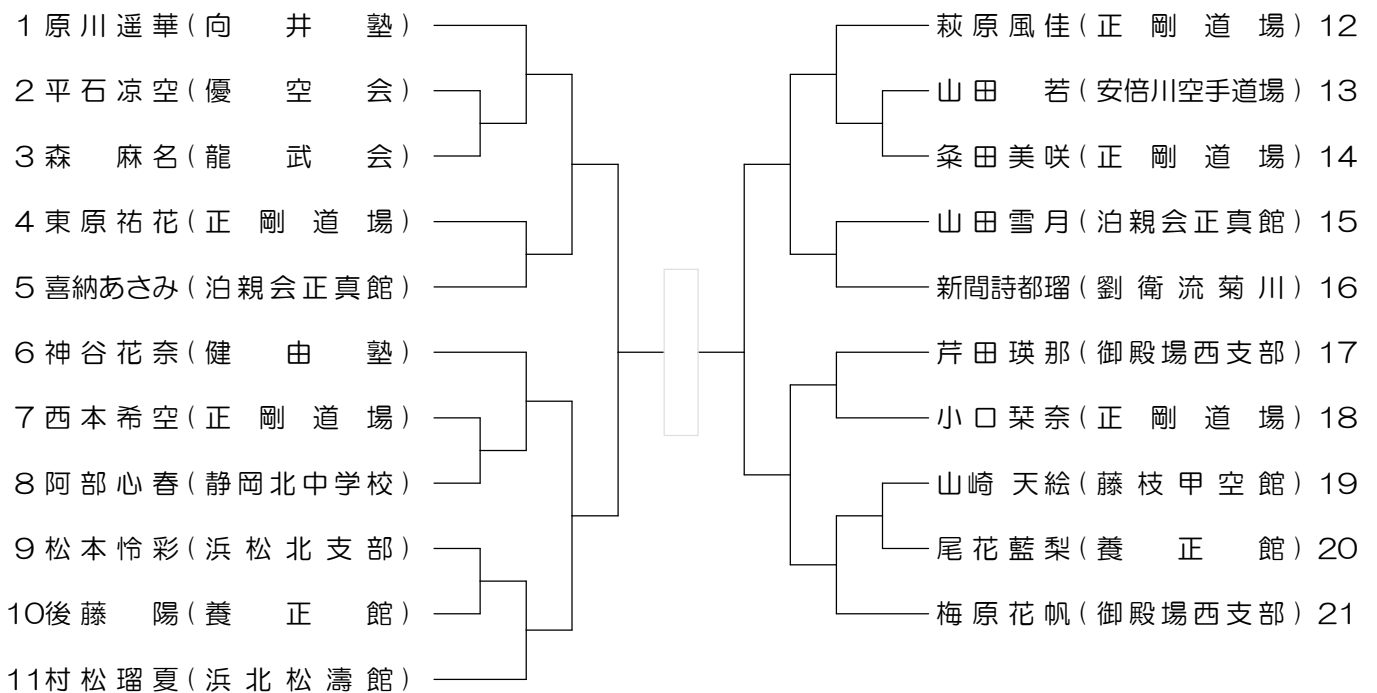 1 原川遥華(向井塾)
2 平石涼空(優空会)
3 森 麻名(龍武会)
4 東原祐花(正剛道場)
5 喜納あさみ(泊親会正真館)
6 神谷花奈(健由塾)
7 西本希空(正剛道場)
8 阿部心春(静岡北中学校)
9 松本怜彩(浜松北支部)
10後藤 陽(養正館)
11村松瑠夏(浜北松濤館)
萩原風佳(正剛道場) 12
山田 若(安倍川空手道場) 13
粂田美咲(正剛道場) 14
山田雪月(泊親会正真館) 15
新間詩都瑠(劉衛流菊川) 16
芹田瑛那(御殿場西支部) 17
小口栞奈(正剛道場) 18
山崎 天絵(藤枝甲空館) 19
尾花藍梨(養正館) 20
梅原花帆(御殿場西支部) 21